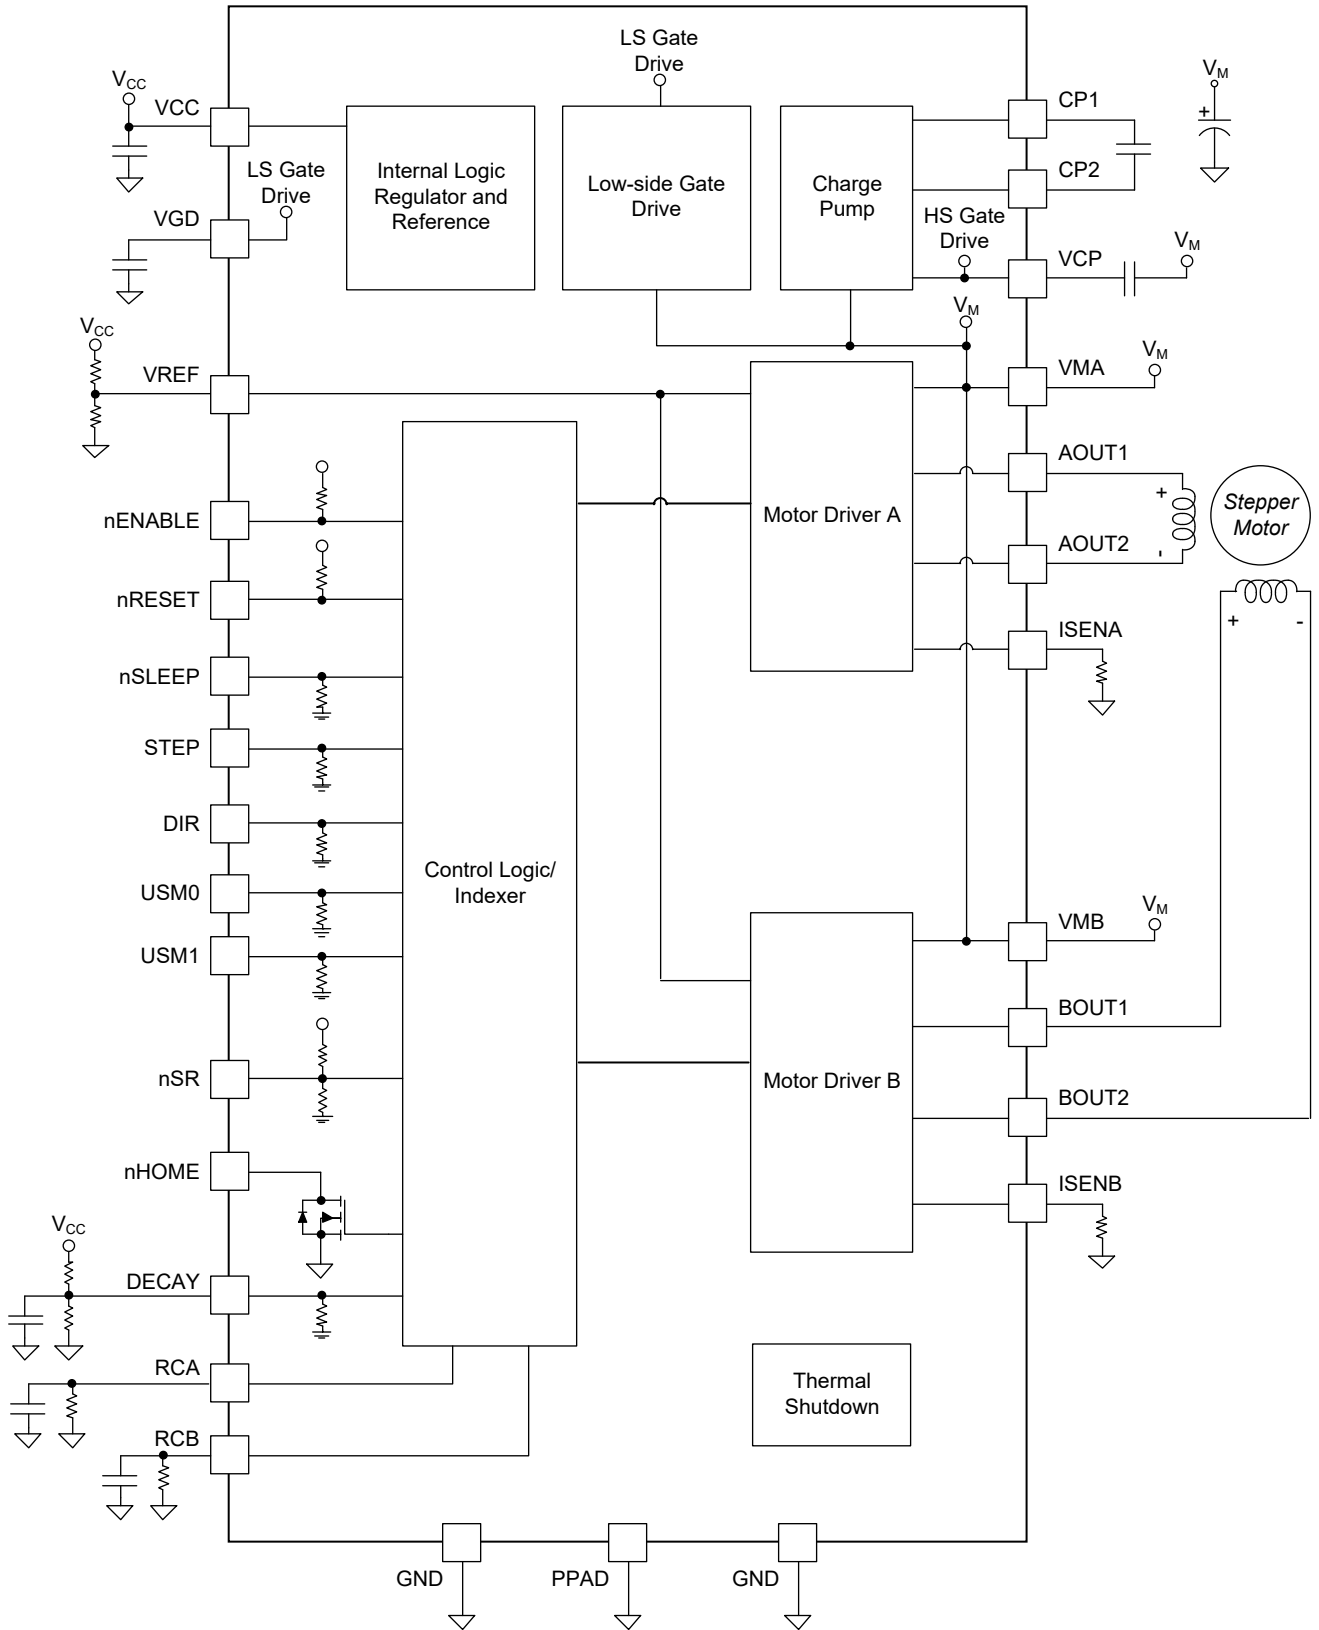 LS Gate
Drive
VCC
VCC
LS Gate
Drive
VGD
Internal Logic
Regulator and
Reference
Low-side Gate
Drive
Charge
Pump
CP1
CP2
VM
+
HS Gate
Drive
VCP
VM
VM
VCC
VREF
VMA
VM
nENABLE
nRESET
nSLEEP
STEP
DIR
USM0
USM1
nSR
nHOME
VCC
DECAY
RCA
RCB
Control Logic/
Indexer
Motor Driver A
AOUT1
AOUT2
+
-
Stepper
Motor
+
-
ISENA
VMB
VM
BOUT1
Motor Driver B
BOUT2
ISENB
Thermal
Shutdown
GND
PPAD
GND